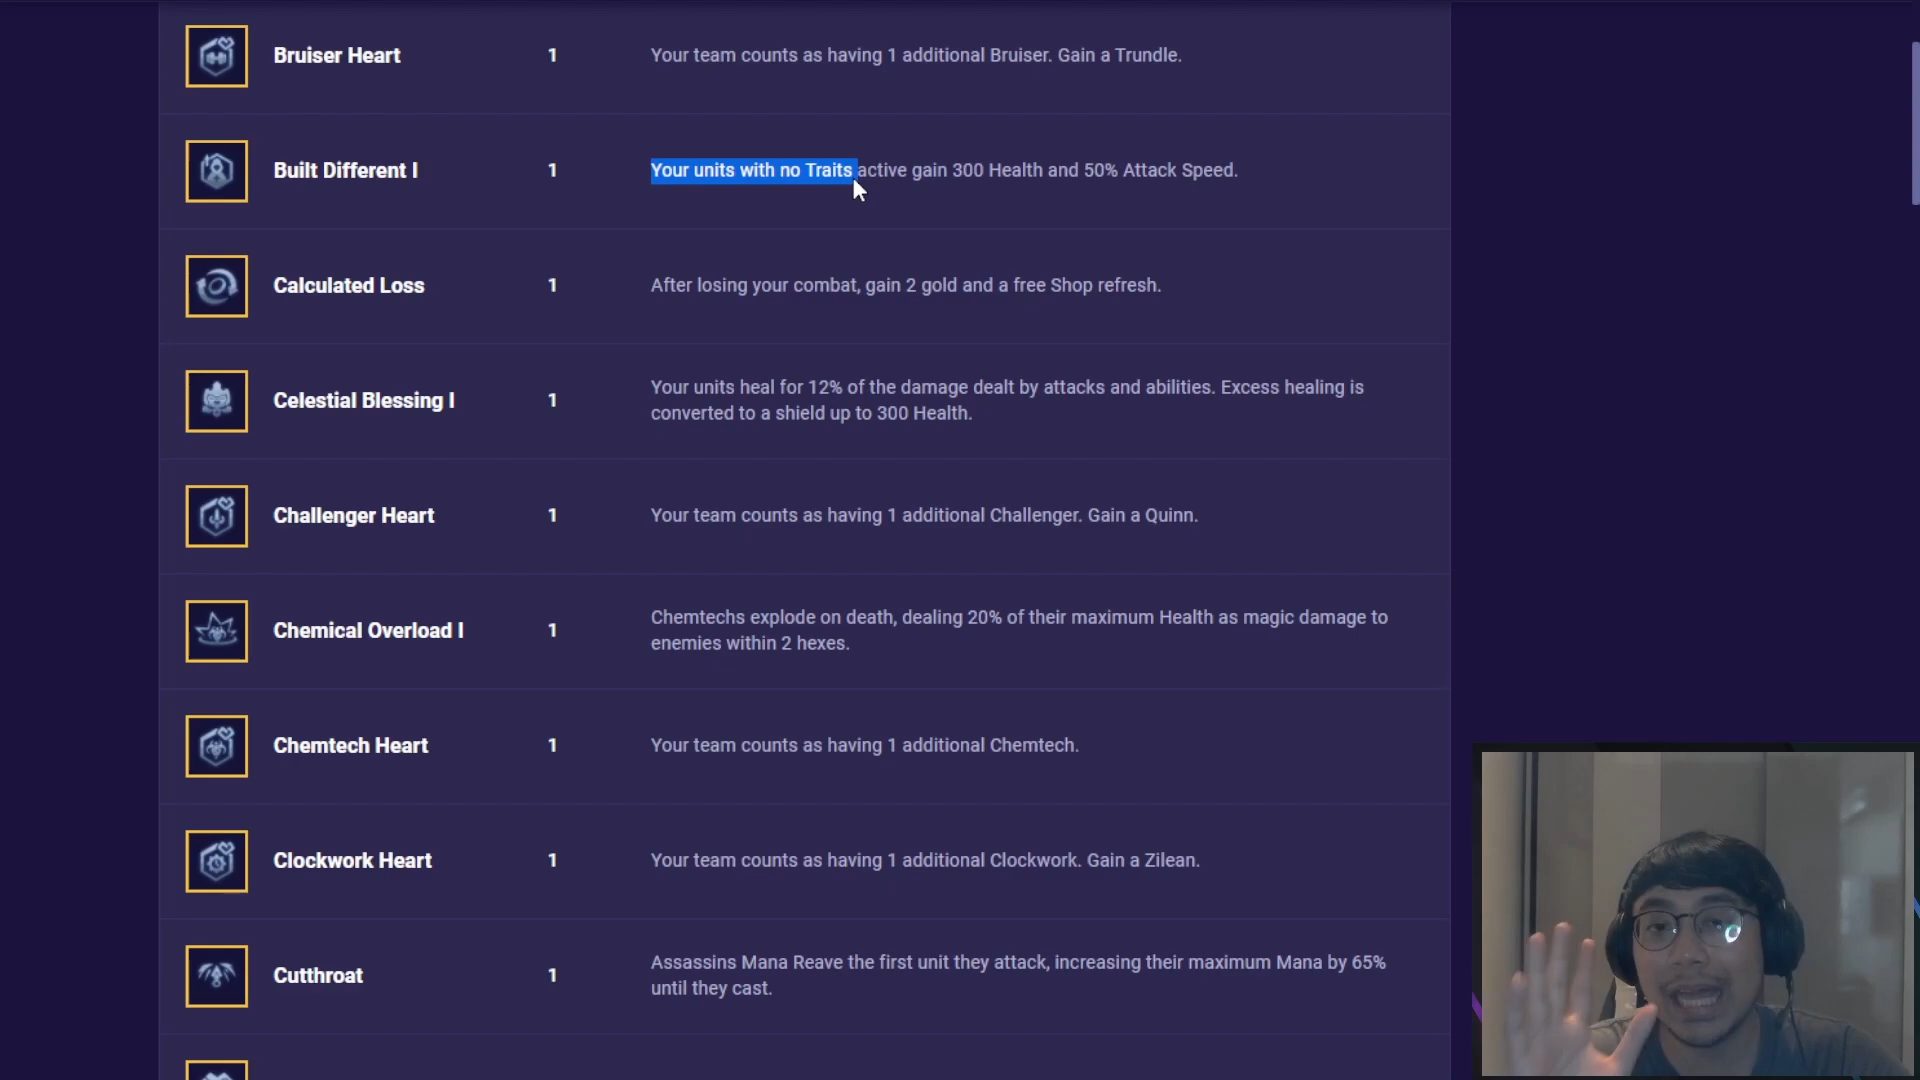 Bruiser Heart 1 Your team counts as having 1 additional Bruiser. Gain a Trundle.
Built Different I 1 Your units with no Traits active gain 300 Health and 50% Attack Speed.
Calculated Loss 1 After losing your combat, gain 2 gold and a free Shop refresh.
Celestial Blessing I 1 Your units heal for 12% of the damage dealt by attacks and abilities. Excess healing is
converted to a shield up to 300 Health.
Challenger Heart 1 Your team counts as having 1 additional Challenger. Gain a Quinn.
Chemical Overload I 1 Chemtechs explode on death, dealing 20% of their maximum Health as magic damage to
enemies within 2 hexes.
Chemtech Heart 1 Your team counts as having 1 additional Chemtech.
Clockwork Heart 1 Your team counts as having 1 additional Clockwork. Gain a Zilean.
Cutthroat 1 Assassins Mana Reave the first unit they attack, increasing their maximum Mana by 65%
until they cast.